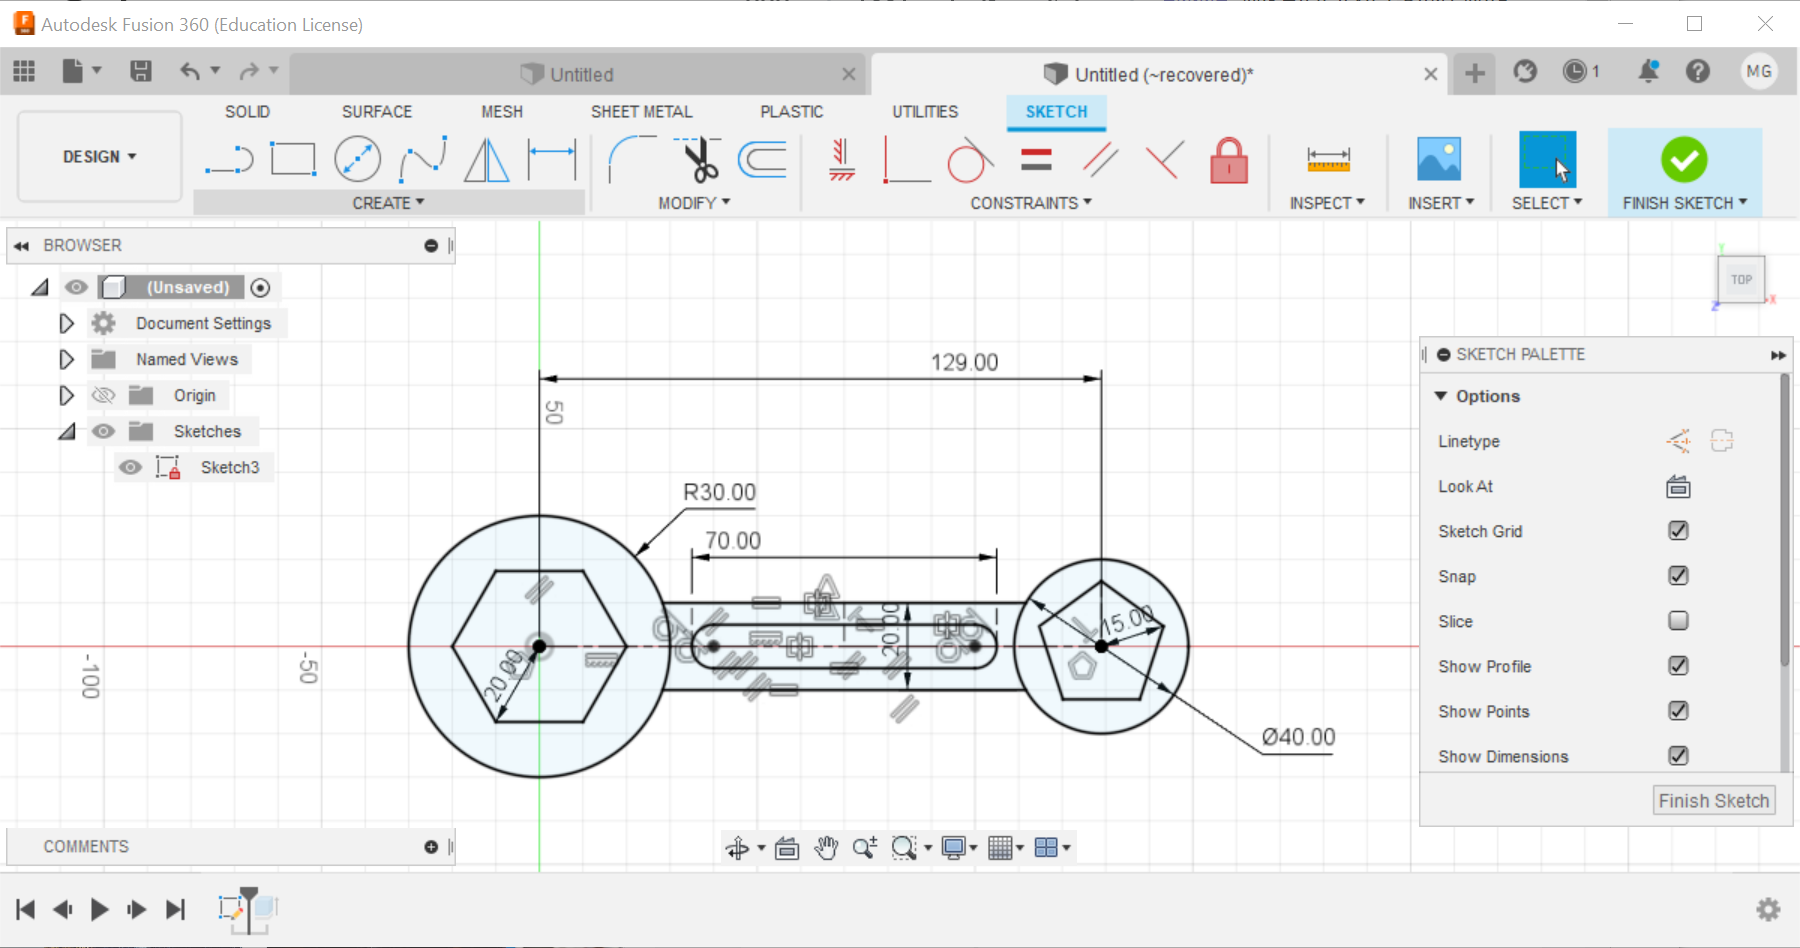 Autodesk Fusion 360 (Education License)
Untitled
Untitled (~recovered)*
1
MG
SOLID
SURFACE
MESH
SHEET METAL
PLASTIC
UTILITIES
SKETCH
DESIGN
CREATE
MODIFY
CONSTRAINTS
INSPECT
INSERT
SELECT
FINISH SKETCH
BROWSER
(Unsaved)
Document Settings
Named Views
Origin
Sketches
Sketch3
TOP
Y
X
Z
129.00
50
R30.00
70.00
20.00
15.00
20.00
Ø40.00
-100
-50
SKETCH PALETTE
Options
Linetype
Look At
Sketch Grid
Snap
Slice
Show Profile
Show Points
Show Dimensions
Finish Sketch
COMMENTS